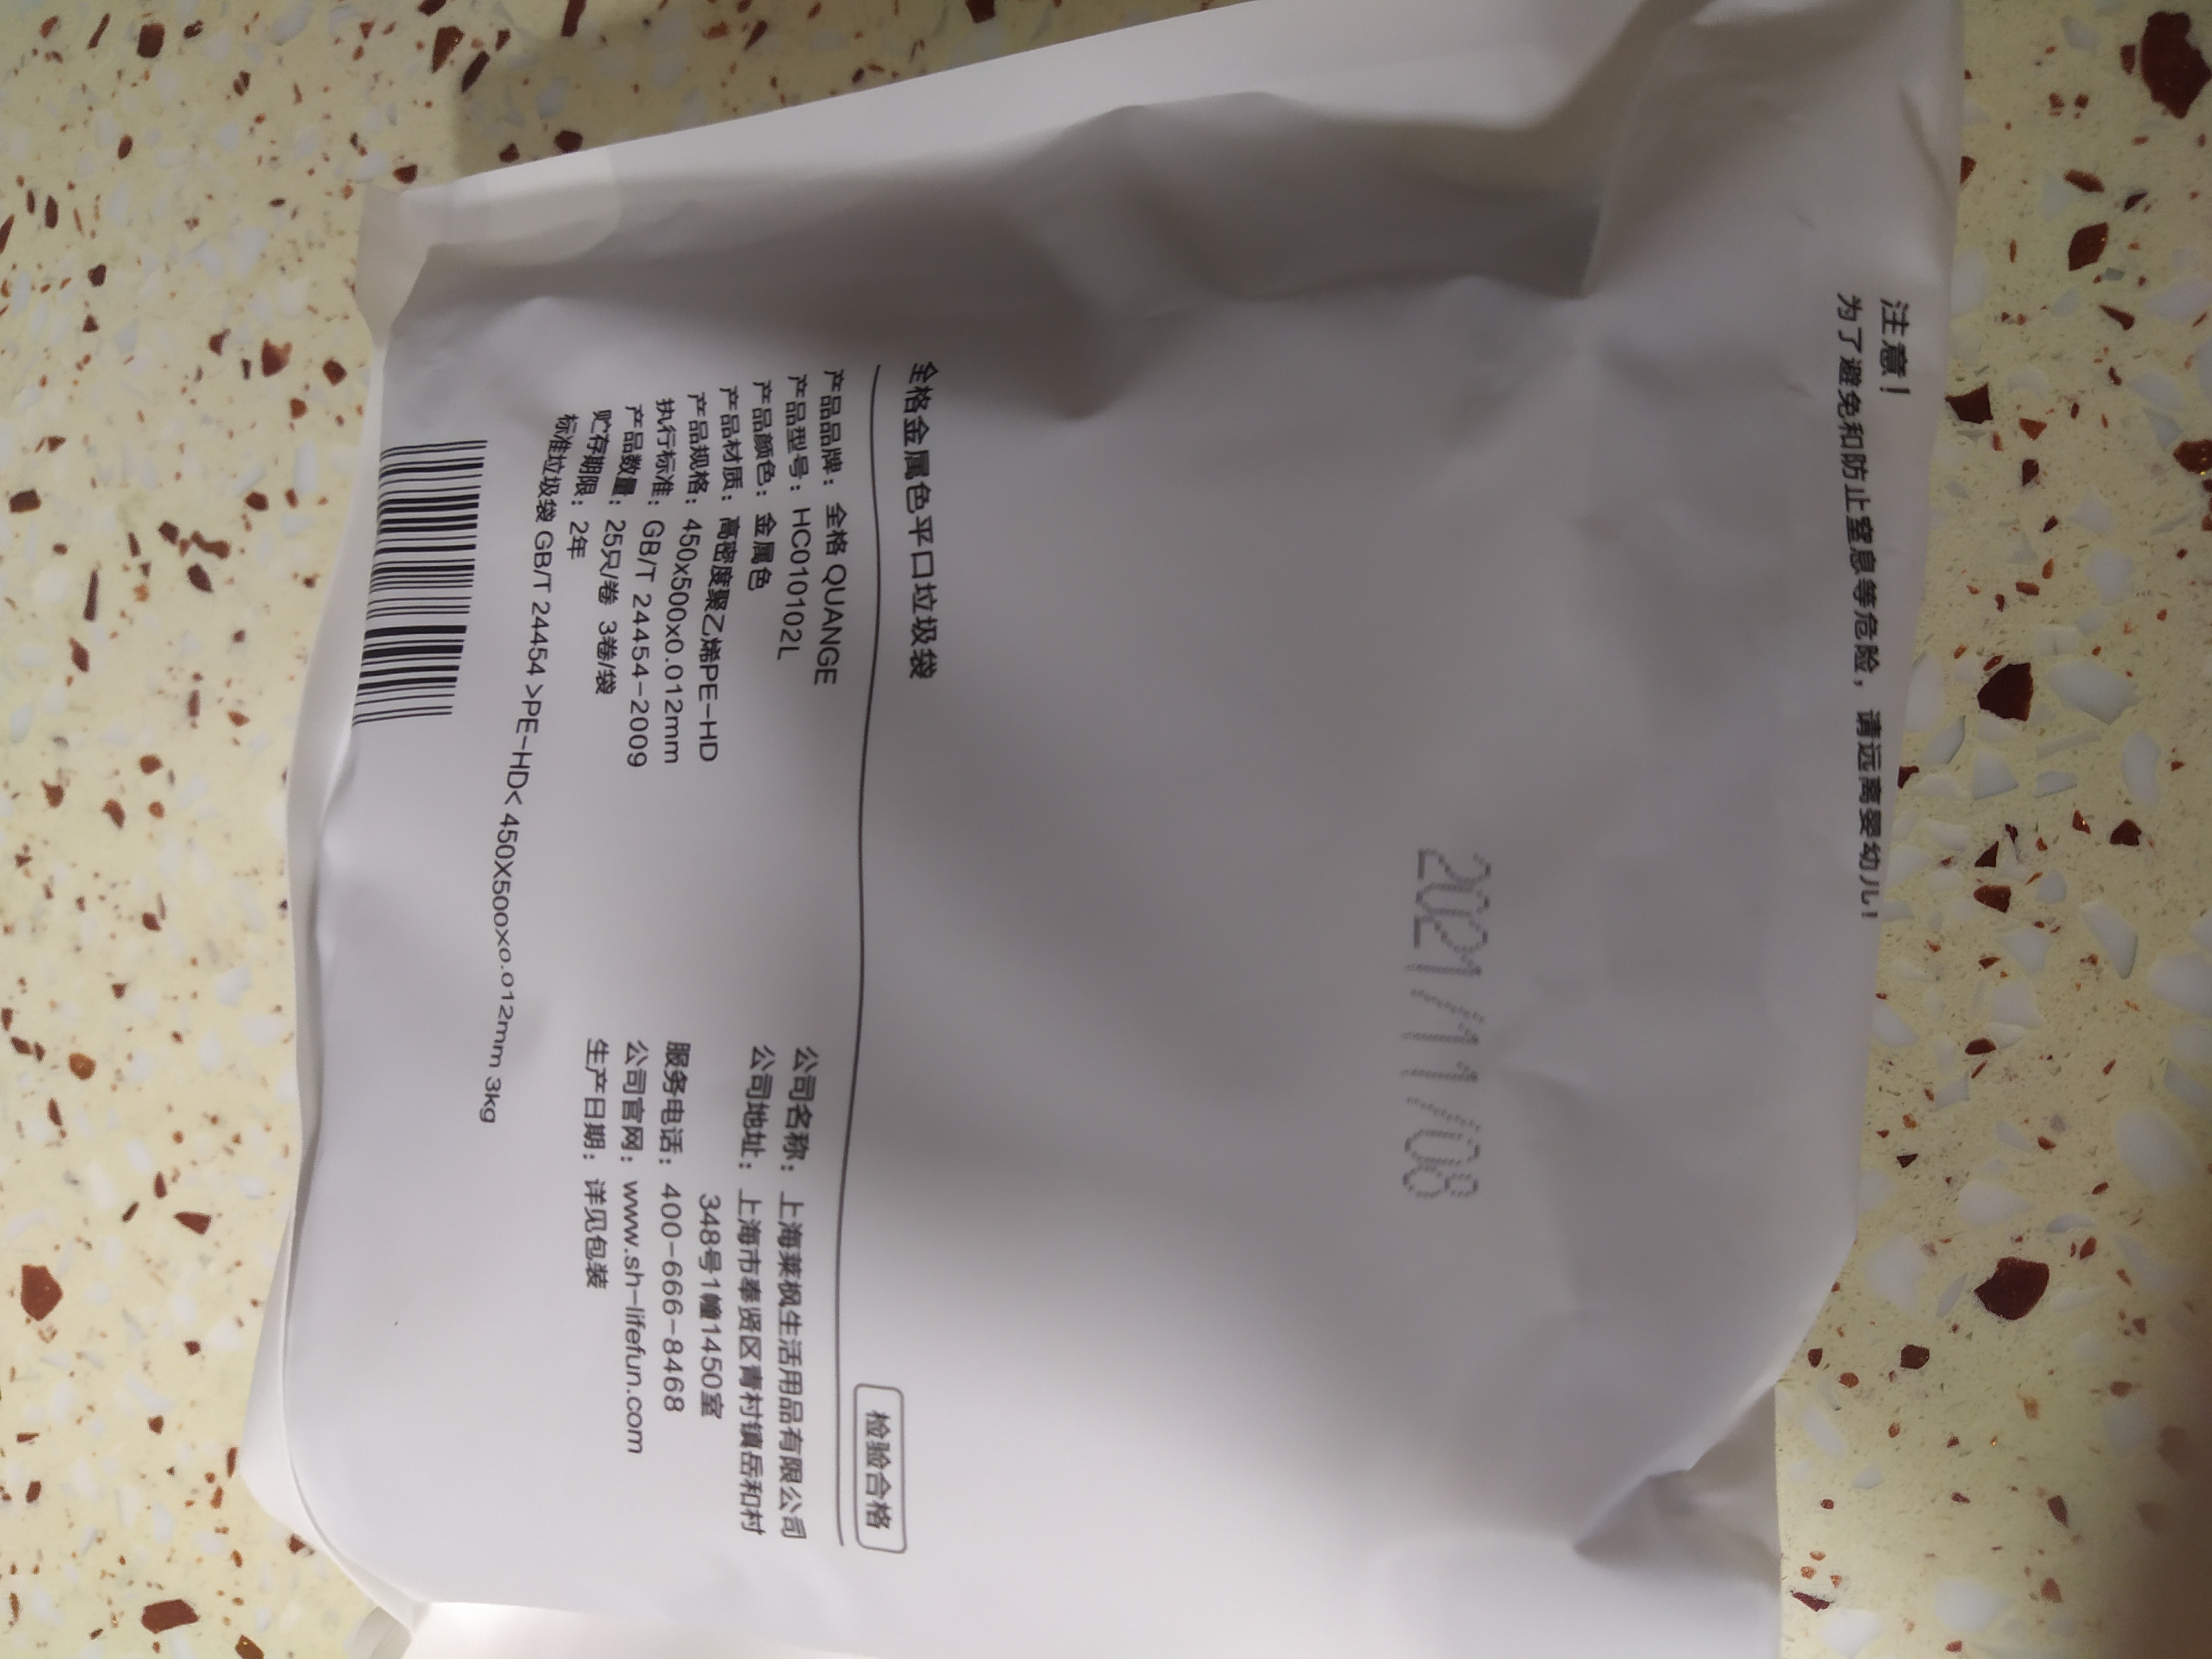 注意！
为了避免和防止窒息等危险，请远离婴幼儿！
2021/11/08
全格金属色平口垃圾袋
检验合格
产品品牌：全格 QUANGE
产品型号：HC010102L
产品颜色：金属色
产品材质：高密度聚乙烯PE-HD
产品规格：450x500x0.012mm
执行标准：GB/T 24454-2009
产品数量：25只/卷 3卷/袋
贮存期限：2年
标准垃圾袋 GB/T 24454 >PE-HD< 450X500X0.012mm 3kg
公司名称：上海莱枫生活用品有限公司
公司地址：上海市奉贤区青村镇岳和村
348号1幢1450室
服务电话：400-666-8468
公司官网：www.sh-lifefun.com
生产日期：详见包装